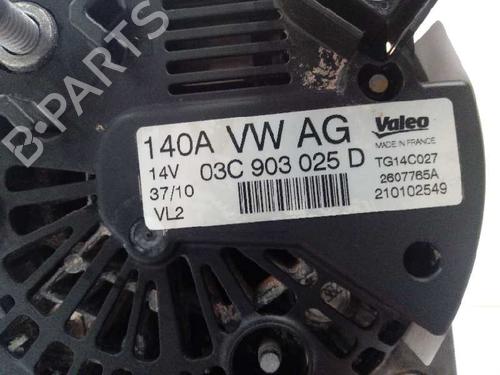 B-PARTS
140A VW AG
14V 03C 903 025 D
37/10
VL2
Valeo
MADE IN FRANCE
TG14C027
2607765A
210102549